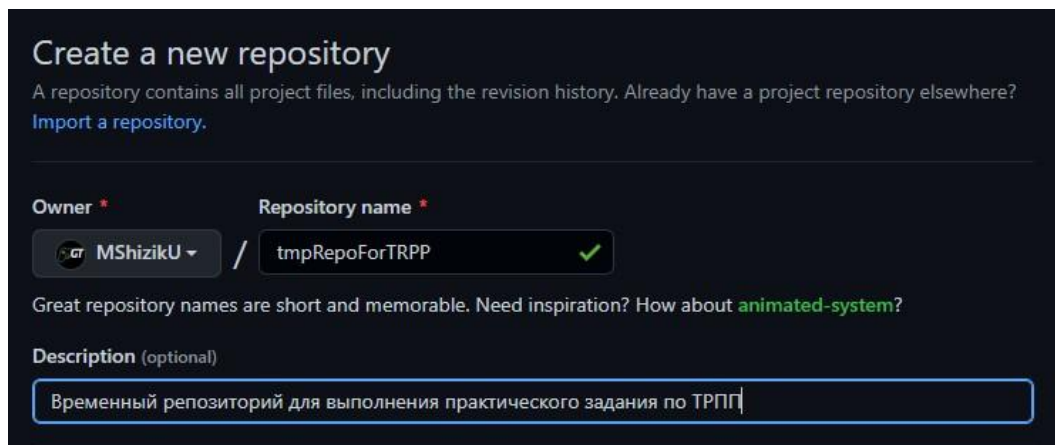 Create a new repository
A repository contains all project files, including the revision history. Already have a project repository elsewhere?
Import a repository.
Owner * Repository name *
GT MShizikU / tmpRepoForTRPP
Great repository names are short and memorable. Need inspiration? How about animated-system?
Description (optional)
Временный репозиторий для выполнения практического задания по ТРПП